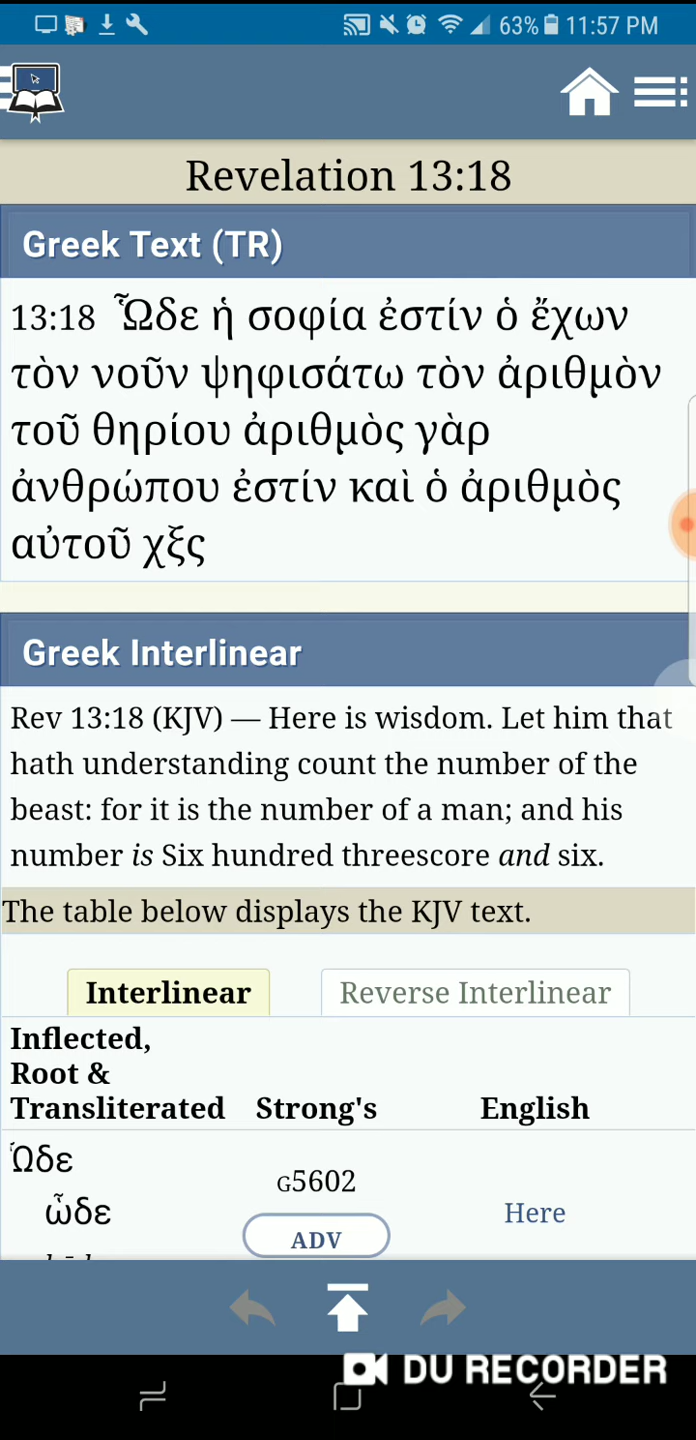 63% 11:57 PM
Revelation 13:18
Greek Text (TR)
13:18 Ὧδε ἡ σοφία ἐστίν ὁ ἔχων
τὸν νοῦν ψηφισάτω τὸν ἀριθμὸν
τοῦ θηρίου ἀριθμὸς γὰρ
ἀνθρώπου ἐστίν καὶ ὁ ἀριθμὸς
αὐτοῦ χξς
Greek Interlinear
Rev 13:18 (KJV) — Here is wisdom. Let him that
hath understanding count the number of the
beast: for it is the number of a man; and his
number is Six hundred threescore and six.
The table below displays the KJV text.
Interlinear Reverse Interlinear
Inflected,
Root &
Transliterated Strong's English
Ὧδε
ὧδε
G5602
ADV
Here
DU RECORDER